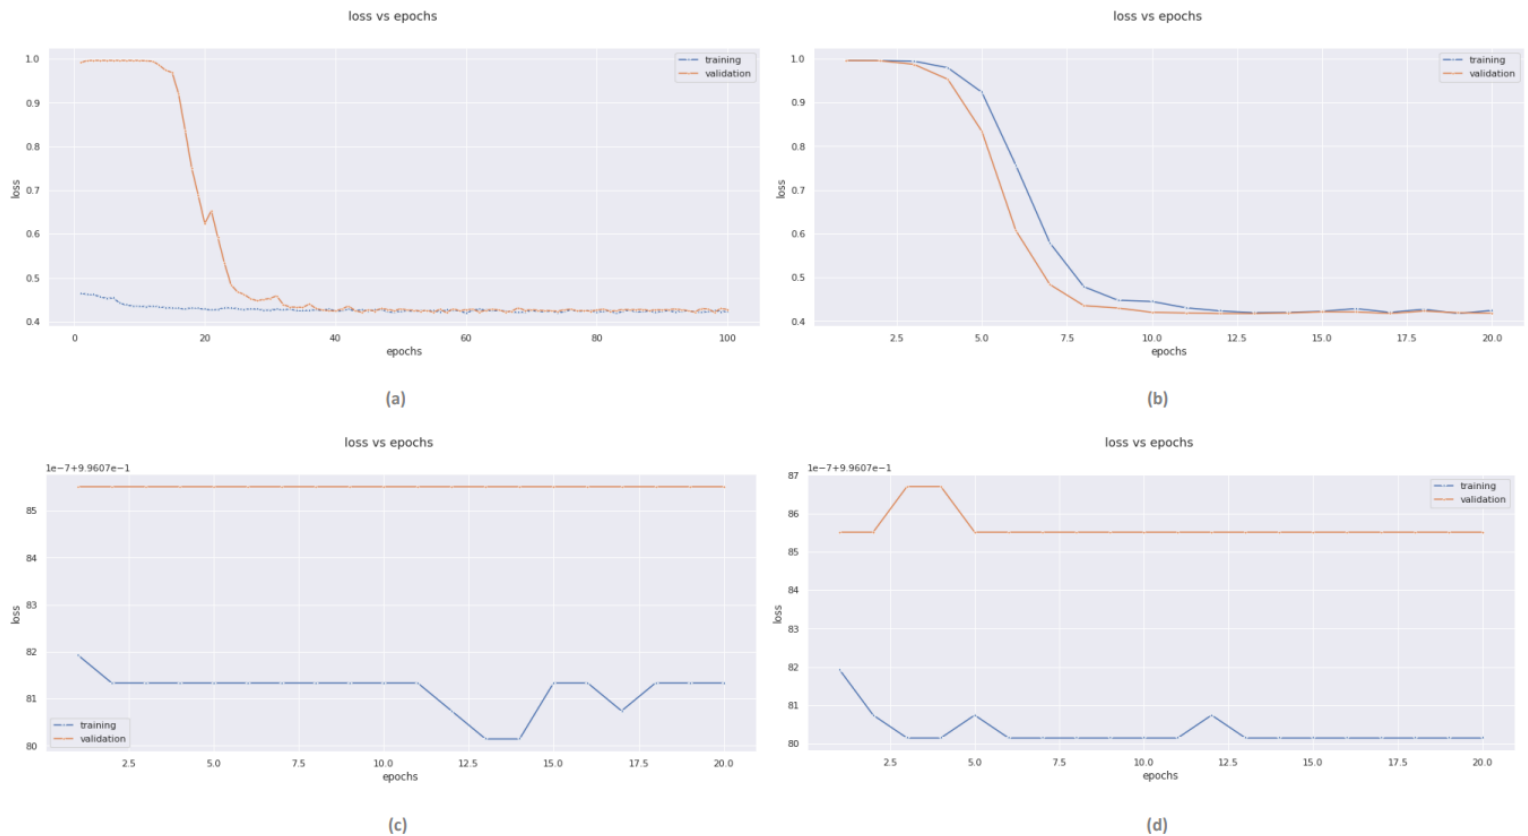 loss vs epochs
1.0
0.9
0.8
0.7
0.6
0.5
0.4
loss
training
validation
0
20
40
60
80
100
epochs
(a)
loss vs epochs
1.0
0.9
0.8
0.7
0.6
0.5
0.4
loss
training
validation
2.5
5.0
7.5
10.0
12.5
15.0
17.5
20.0
epochs
(b)
loss vs epochs
1e−7+9.9607e−1
85
84
83
82
81
80
loss
training
validation
2.5
5.0
7.5
10.0
12.5
15.0
17.5
20.0
epochs
(c)
loss vs epochs
1e−7+9.9607e−1
87
86
85
84
83
82
81
80
loss
training
validation
2.5
5.0
7.5
10.0
12.5
15.0
17.5
20.0
epochs
(d)